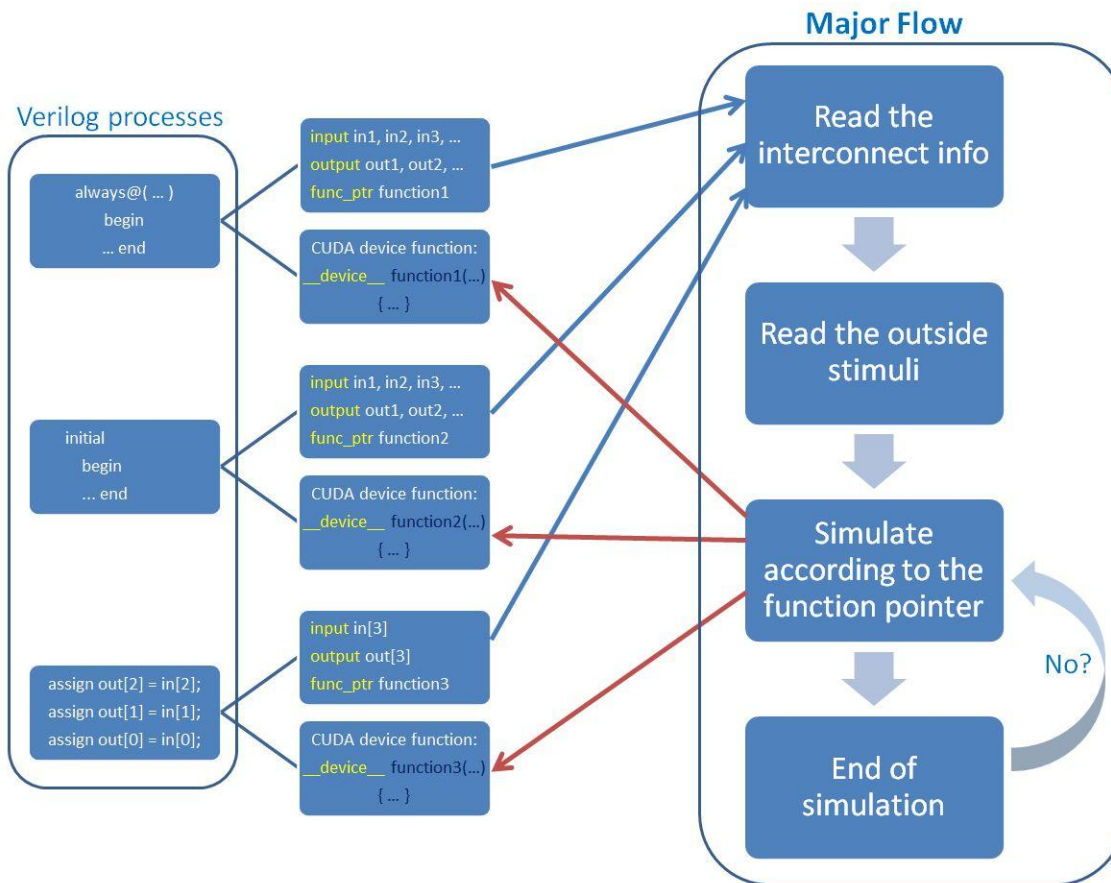 Major Flow
Verilog processes
always@( ... )
begin
... end
input in1, in2, in3, ...
output out1, out2, ...
func_ptr function1
CUDA device function:
__device__ function1(...)
{ ... }
initial
begin
... end
input in1, in2, in3, ...
output out1, out2, ...
func_ptr function2
CUDA device function:
__device__ function2(...)
{ ... }
assign out[2] = in[2];
assign out[1] = in[1];
assign out[0] = in[0];
input in[3]
output out[3]
func_ptr function3
CUDA device function:
__device__ function3(...)
{ ... }
Read the
interconnect info
Read the outside
stimuli
Simulate
according to the
function pointer
No?
End of
simulation